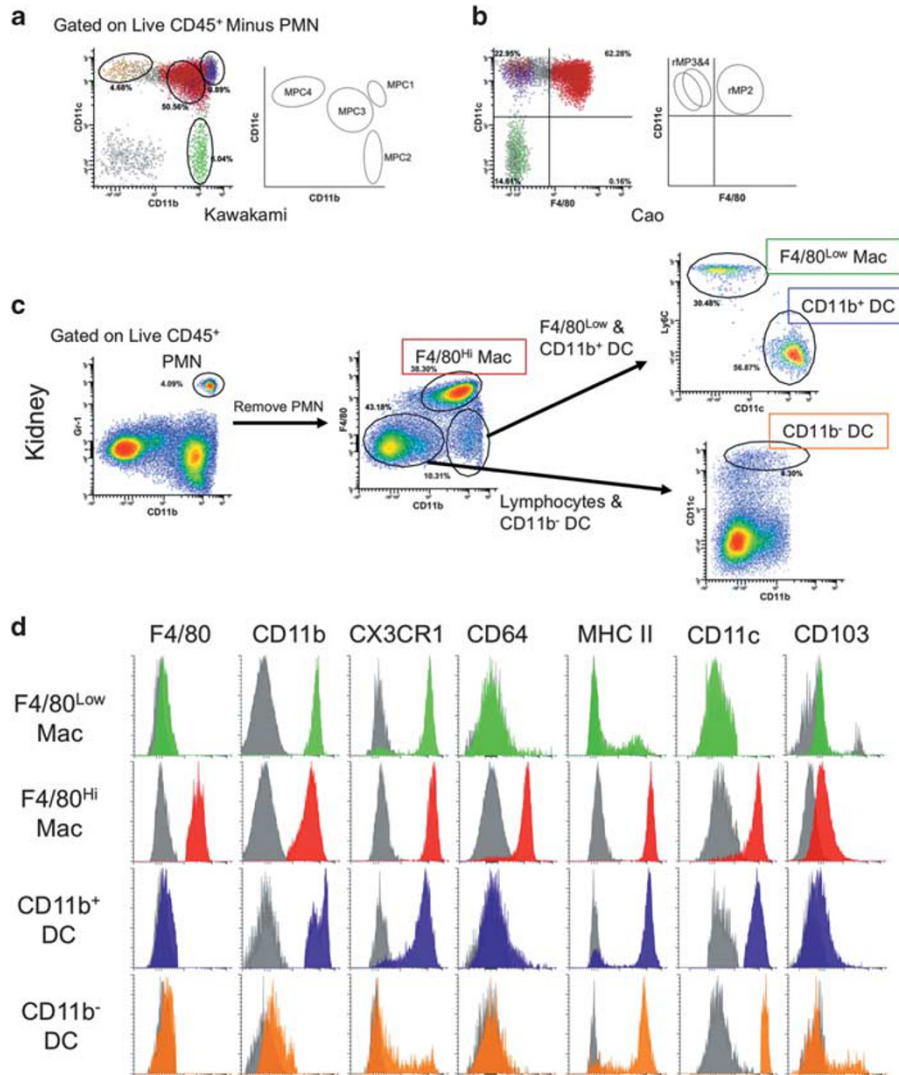 a
Gated on Live CD45+ Minus PMN
CD11c
4.68%
50.56%
6.04%
CD11b
CD11c
MPC4
MPC3
MPC1
MPC2
CD11b
Kawakami
b
22.95%
62.28%
14.61%
0.16%
CD11c
F4/80
rMP3&4
rMP2
CD11c
F4/80
Cao
c
Kidney
Gated on Live CD45+
PMN
4.09%
Gr-1
CD11b
Remove PMN
F4/80Hi Mac
38.30%
43.18%
10.31%
F4/80
CD11b
F4/80Low &
CD11b+ DC
Lymphocytes &
CD11b- DC
F4/80Low Mac
30.48%
CD11b+ DC
56.87%
Ly6C
CD11c
CD11b- DC
CD11c
CD11b
d
F4/80 CD11b CX3CR1 CD64 MHC II CD11c CD103
F4/80Low
Mac
F4/80Hi
Mac
CD11b+
DC
CD11b-
DC